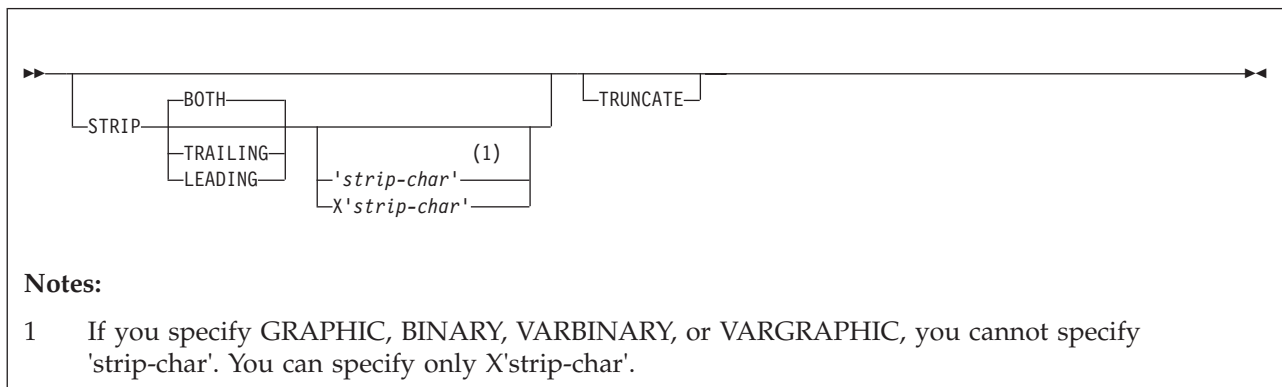 BOTH
TRUNCATE
STRIP
TRAILING
(1)
LEADING
'strip-char'
X'strip-char'
Notes:
1 If you specify GRAPHIC, BINARY, VARBINARY, or VARGRAPHIC, you cannot specify
'strip-char'. You can specify only X'strip-char'.